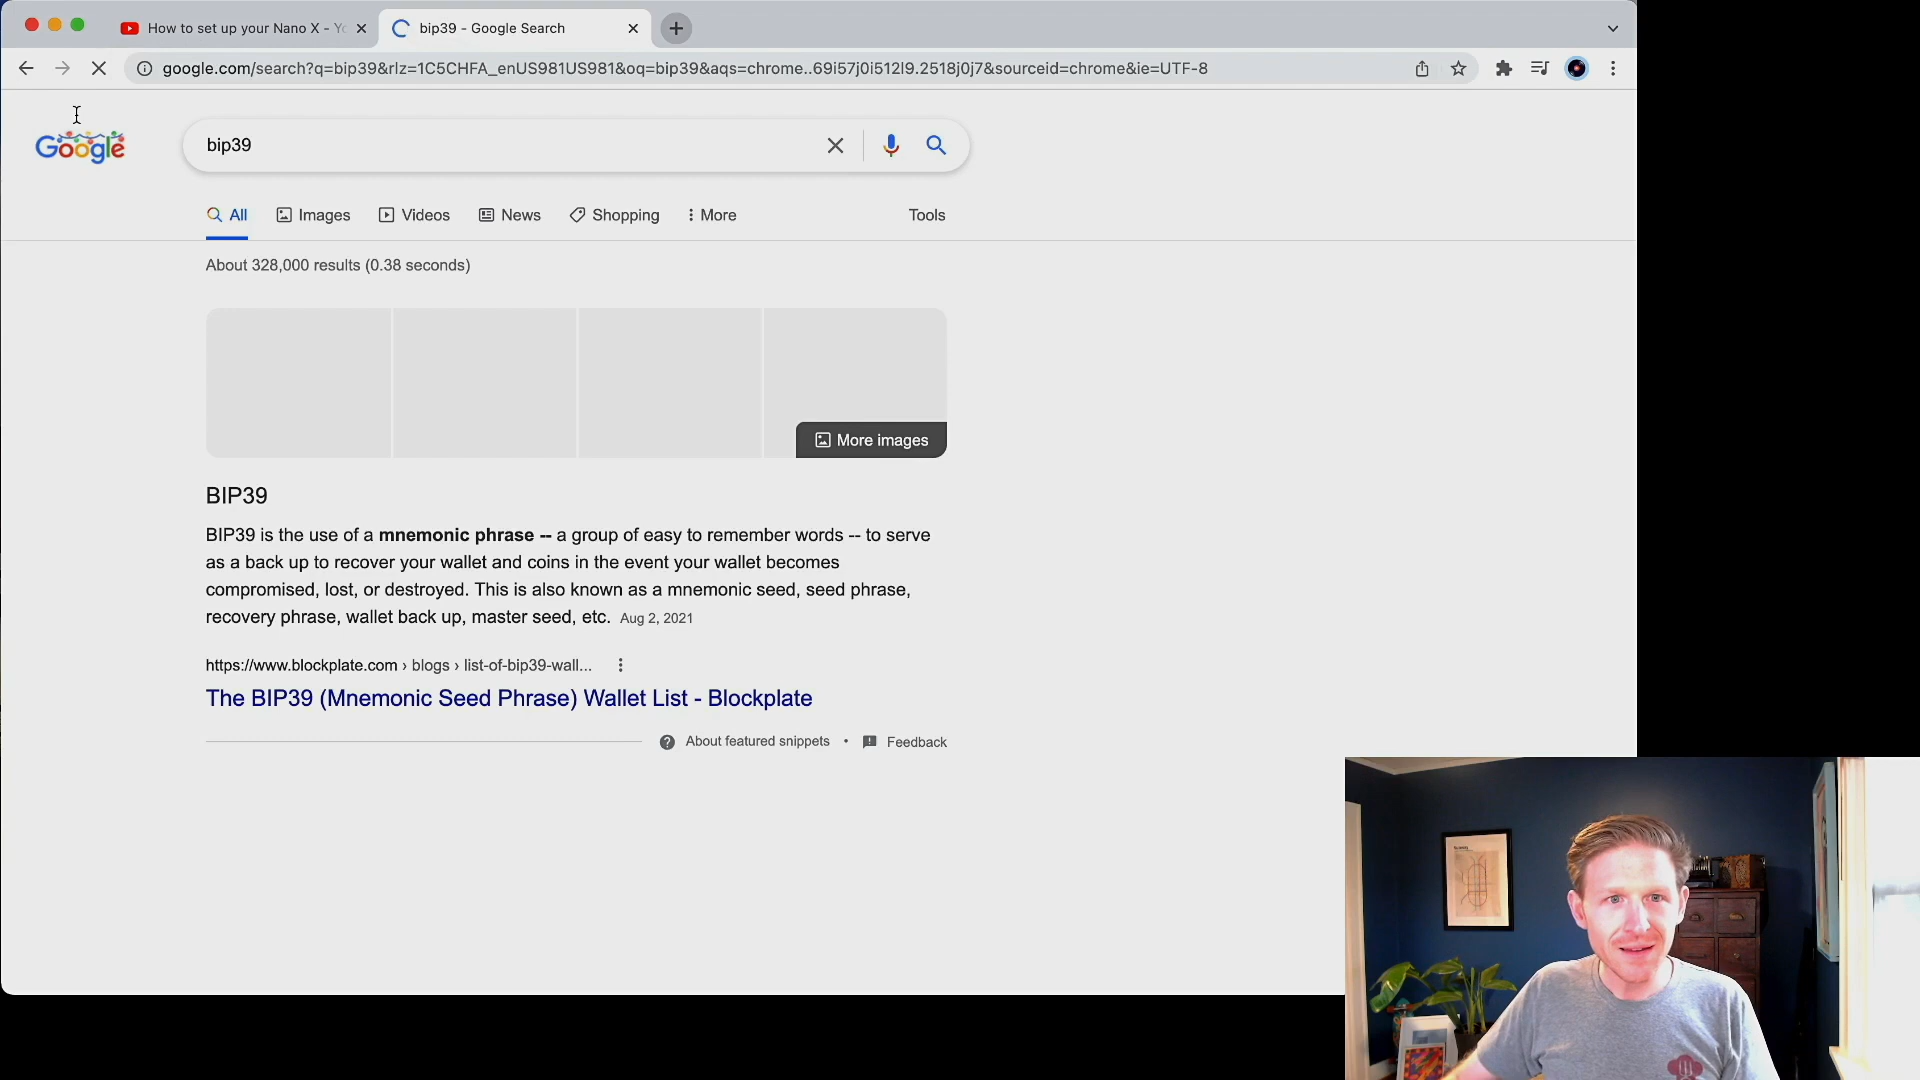 How to set up your Nano X - Yo
bip39 - Google Search
google.com/search?q=bip39&rlz=1C5CHFA_enUS981US981&oq=bip39&aqs=chrome..69i57j0i512l9.2518j0j7&sourceid=chrome&ie=UTF-8
Google
bip39
All
Images
Videos
News
Shopping
More
Tools
About 328,000 results (0.38 seconds)
More images
BIP39
BIP39 is the use of a mnemonic phrase -- a group of easy to remember words -- to serve
as a back up to recover your wallet and coins in the event your wallet becomes
compromised, lost, or destroyed. This is also known as a mnemonic seed, seed phrase,
recovery phrase, wallet back up, master seed, etc. Aug 2, 2021
https://www.blockplate.com › blogs › list-of-bip39-wall...
The BIP39 (Mnemonic Seed Phrase) Wallet List - Blockplate
About featured snippets • Feedback